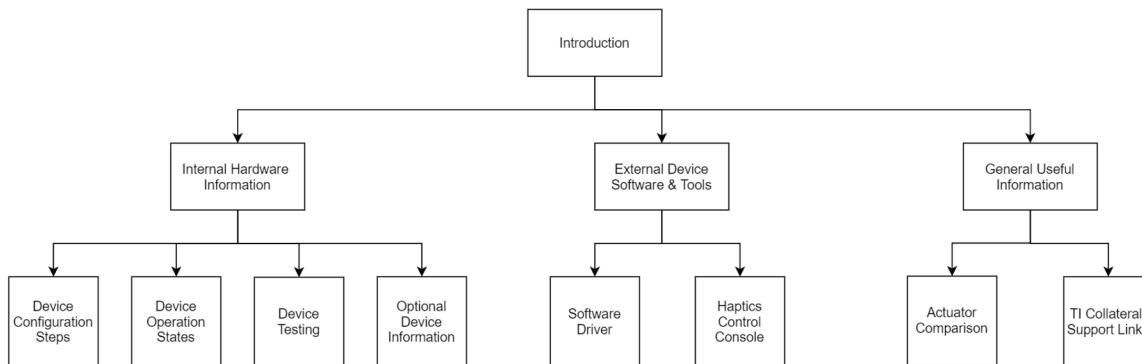 Introduction
Internal Hardware
Information
External Device
Software & Tools
General Useful
Information
Device
Configuration
Steps
Device
Operation
States
Device
Testing
Optional
Device
Information
Software
Driver
Haptics
Control
Console
Actuator
Comparison
TI Collateral
Support Link